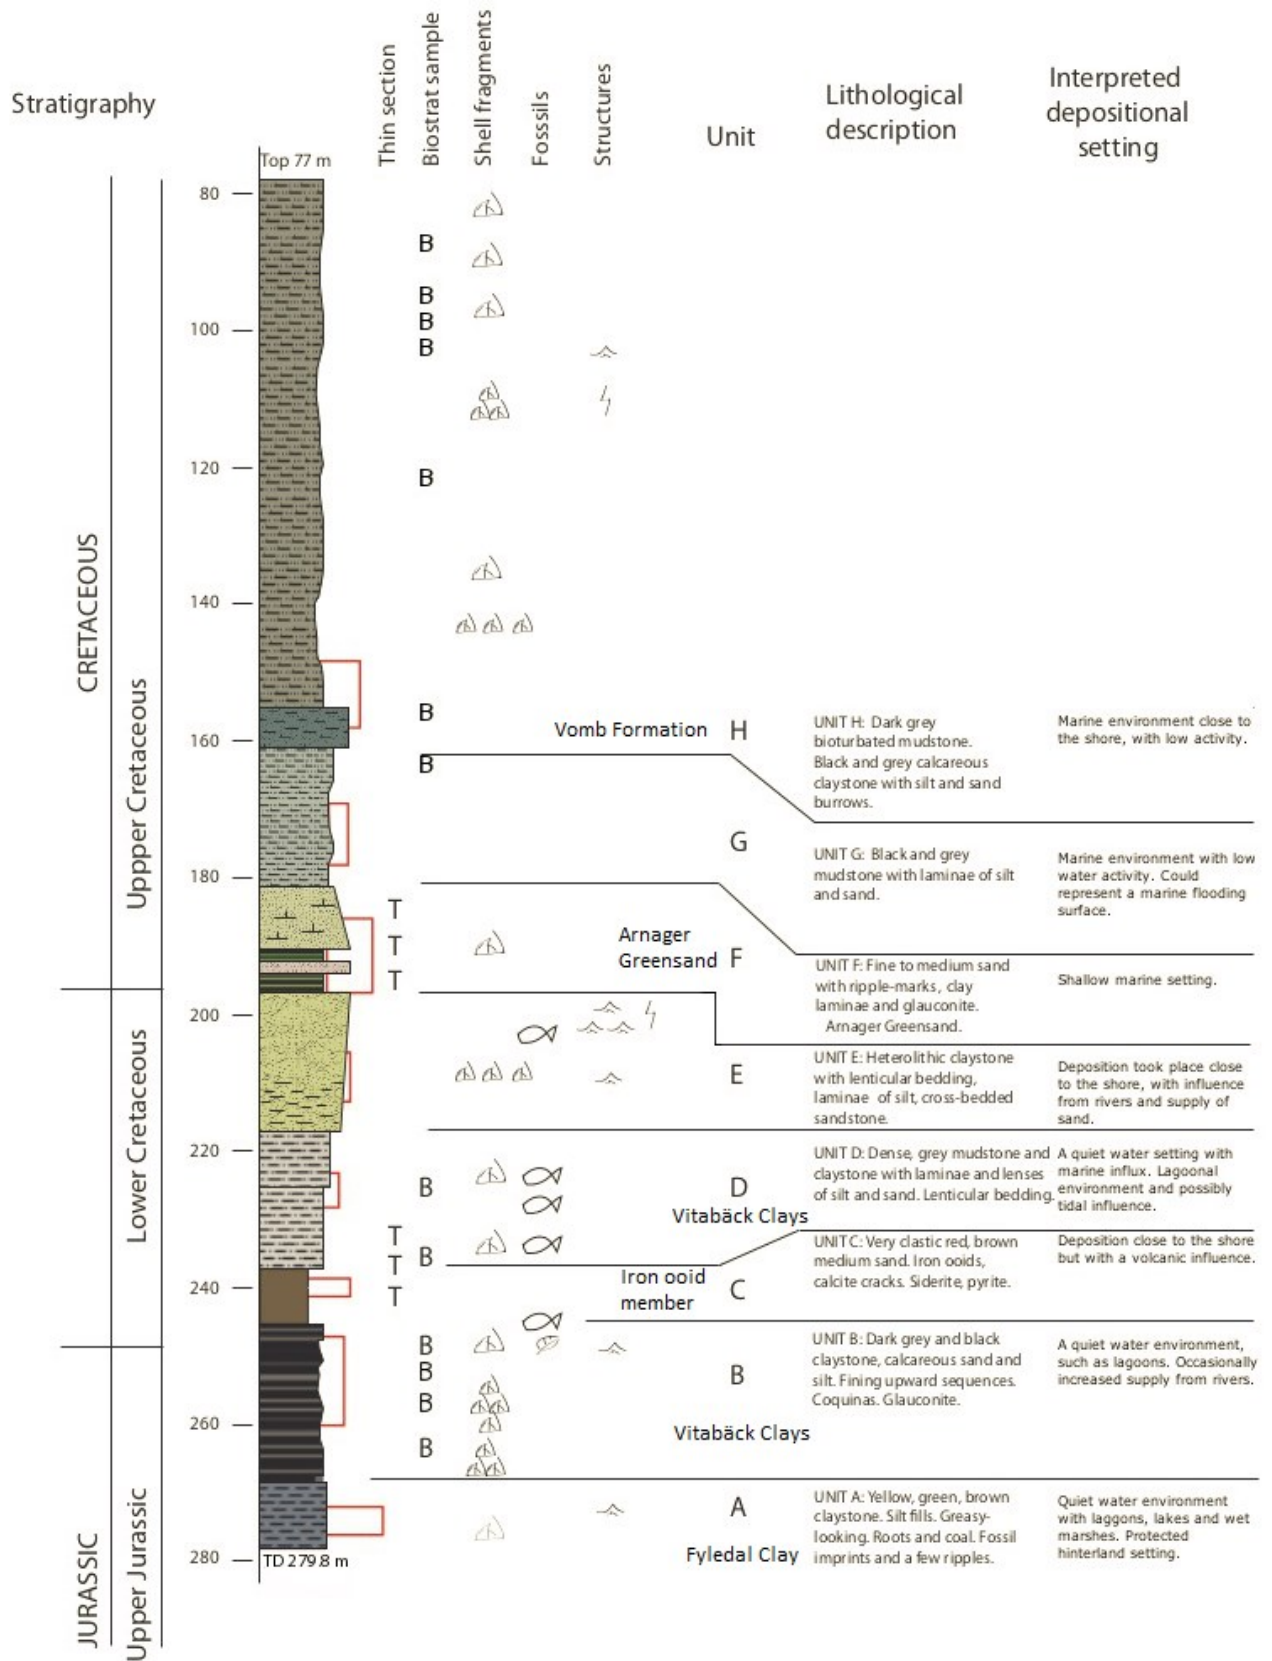 Stratigraphy
Thin section
Biostrat sample
Shell fragments
Fosssils
Structures
Unit
Lithological
description
Interpreted
depositional
setting
Top 77 m
80
100
120
140
160
180
200
220
240
260
280
TD 279.8 m
CRETACEOUS
JURASSIC
Uppper Cretaceous
Lower Cretaceous
Upper Jurassic
B
B
B
B
B
B
B
T
T
T
B
T
T
B
T
B
B
B
B
Vomb Formation
H
UNIT H: Dark grey
bioturbated mudstone.
Black and grey calcareous
claystone with silt and sand
burrows.
Marine environment close to
the shore, with low activity.
G
UNIT G: Black and grey
mudstone with laminae of silt
and sand.
Marine environment with low
water activity. Could
represent a marine flooding
surface.
Arnager
Greensand
F
UNIT F: Fine to medium sand
with ripple-marks, clay
laminae and glauconite.
Arnager Greensand.
Shallow marine setting.
E
UNIT E: Heterolithic claystone
with lenticular bedding,
laminae of silt, cross-bedded
sandstone.
Deposition took place close
to the shore, with influence
from rivers and supply of
sand.
D
Vitabäck Clays
UNIT D: Dense, grey mudstone and
claystone with laminae and lenses
of silt and sand. Lenticular bedding.
A quiet water setting with
marine influx. Lagoonal
environment and possibly
tidal influence.
Iron ooid
member
C
UNIT C: Very clastic red, brown
medium sand. Iron ooids,
calcite cracks. Siderite, pyrite.
Deposition close to the shore
but with a volcanic influence.
B
Vitabäck Clays
UNIT B: Dark grey and black
claystone, calcareous sand and
silt. Fining upward sequences.
Coquinas. Glauconite.
A quiet water environment,
such as lagoons. Occasionally
increased supply from rivers.
A
Fyledal Clay
UNIT A: Yellow, green, brown
claystone. Silt fills. Greasy-
looking. Roots and coal. Fossil
imprints and a few ripples.
Quiet water environment
with laggons, lakes and wet
marshes. Protected
hinterland setting.